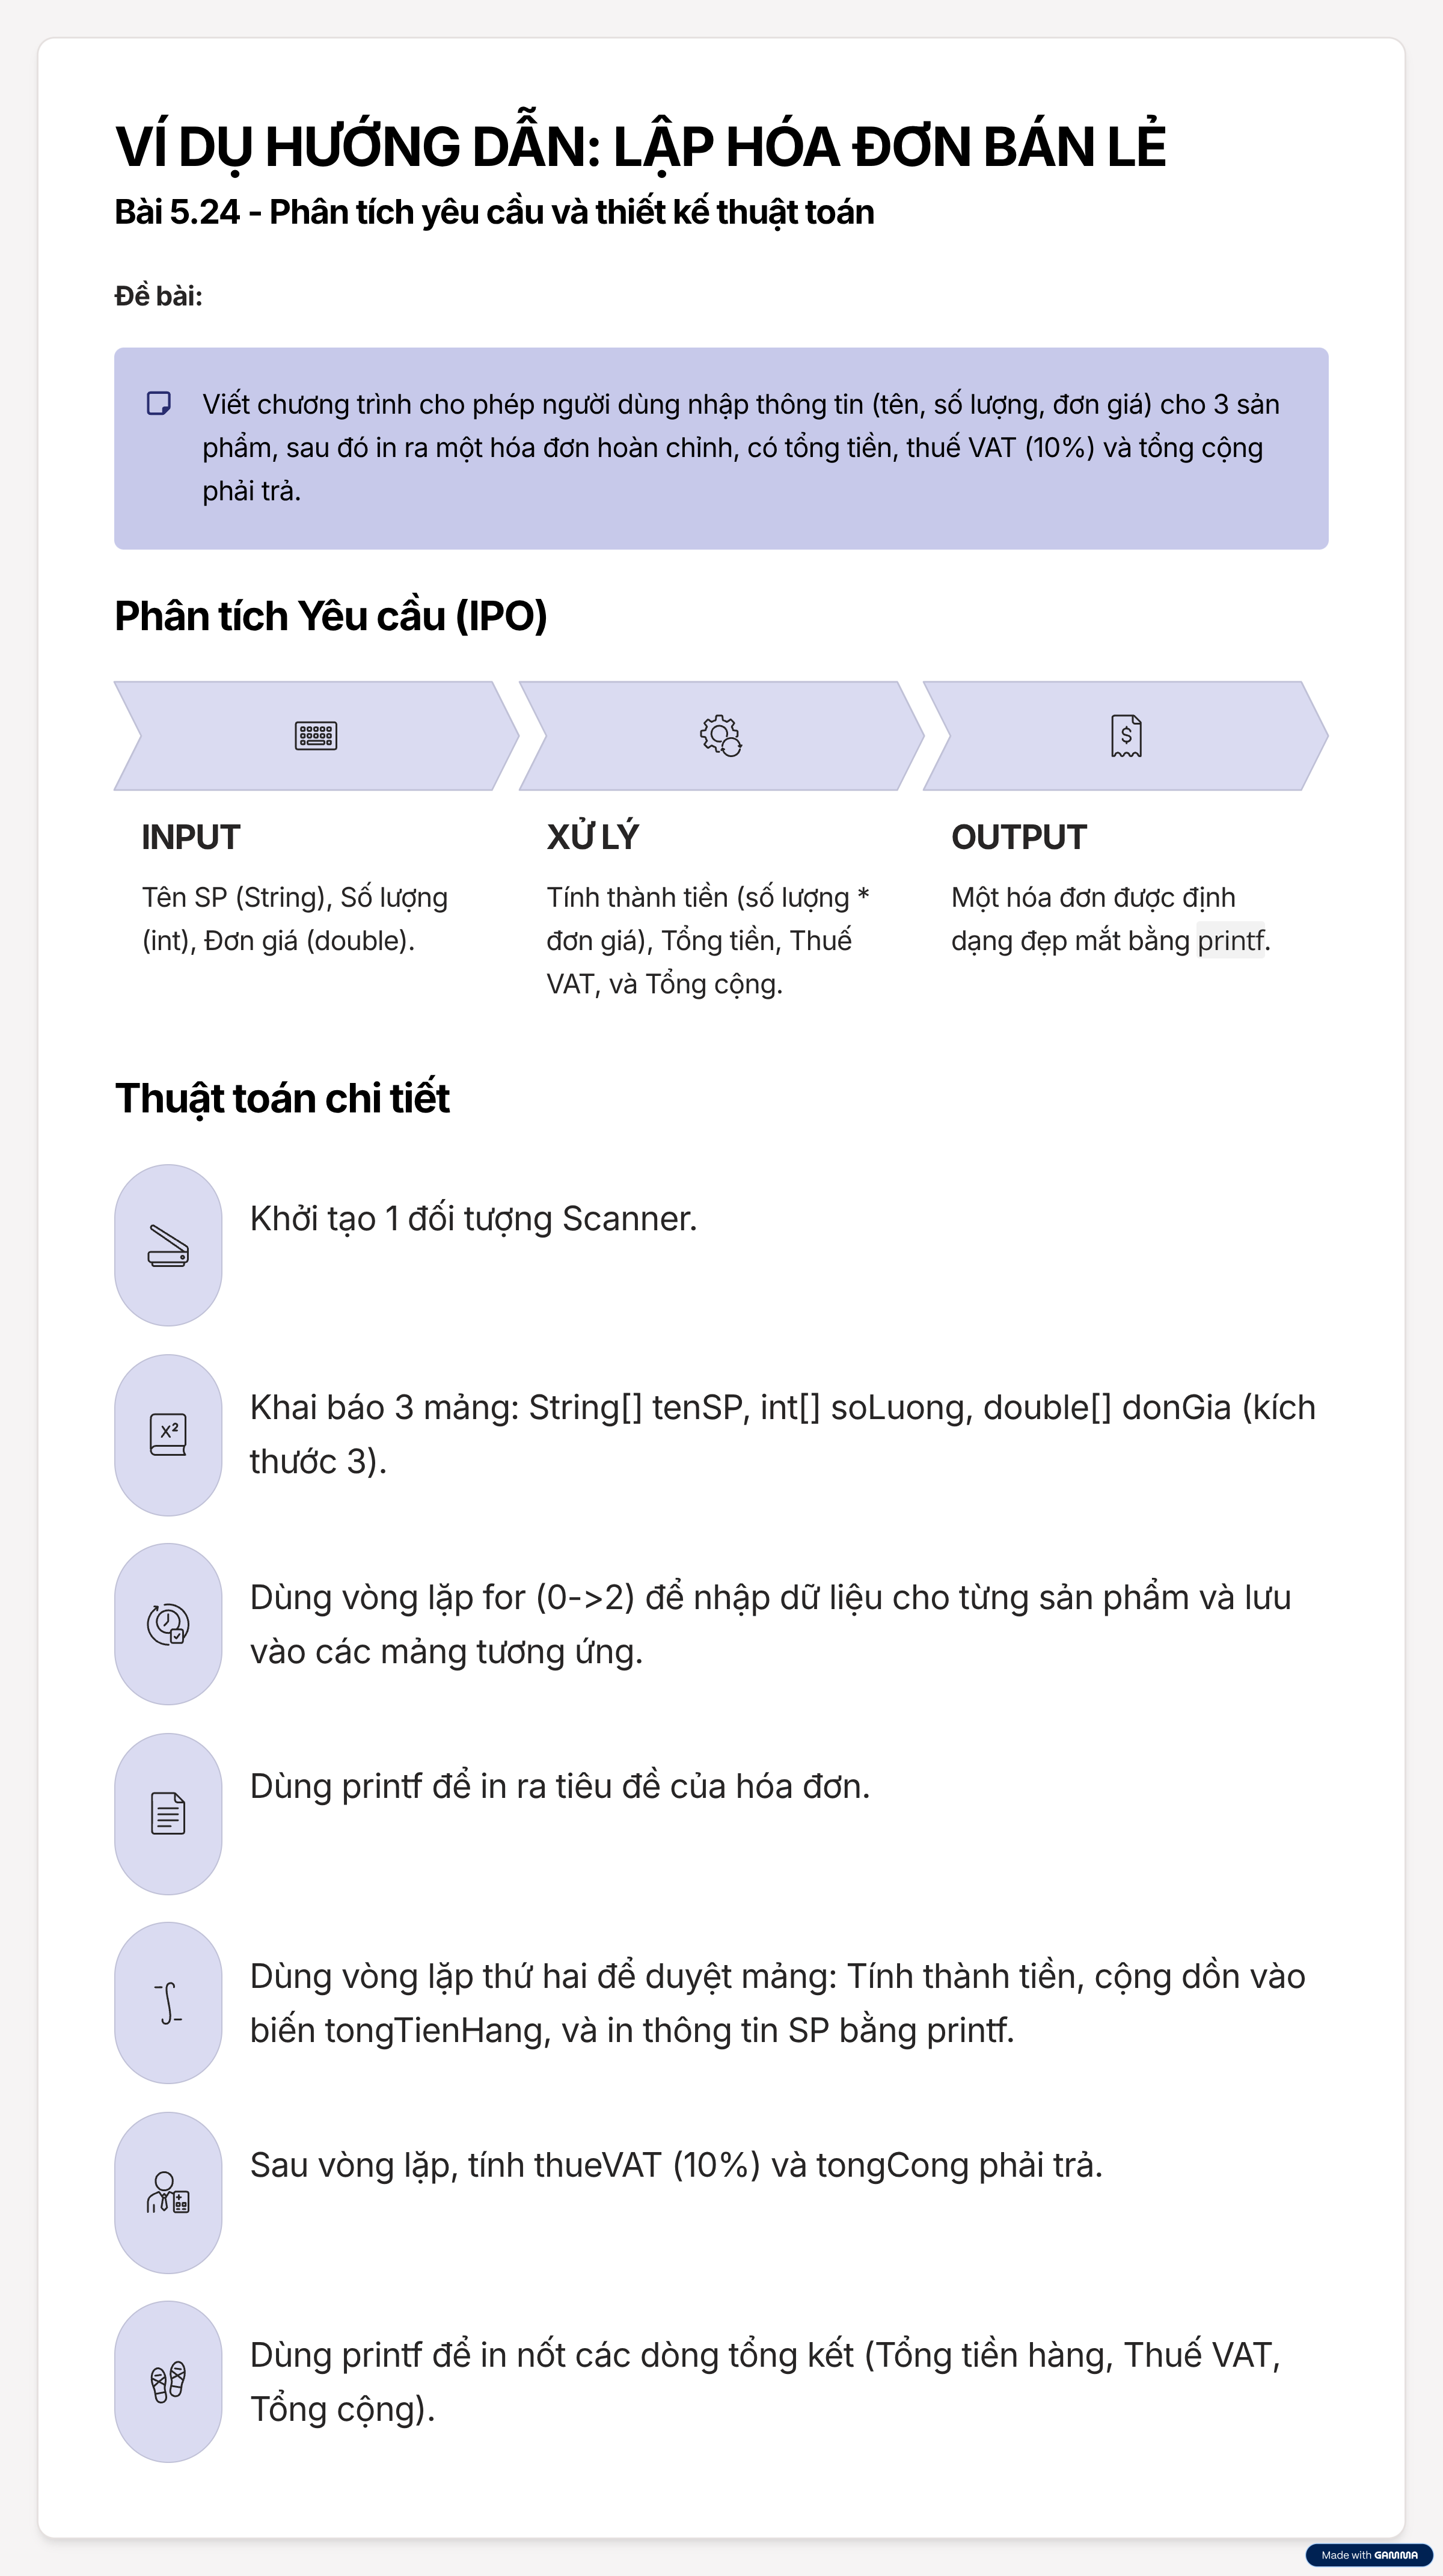 VÍ DỤ HƯỚNG DẪN: LẬP HÓA ĐƠN BÁN LẺ
Bài 5.24 - Phân tích yêu cầu và thiết kế thuật toán
Đề bài:
Viết chương trình cho phép người dùng nhập thông tin (tên, số lượng, đơn giá) cho 3 sản
phẩm, sau đó in ra một hóa đơn hoàn chỉnh, có tổng tiền, thuế VAT (10%) và tổng cộng
phải trả.
Phân tích Yêu cầu (IPO)
$
INPUT
Tên SP (String), Số lượng
(int), Đơn giá (double).
XỬ LÝ
Tính thành tiền (số lượng *
đơn giá), Tổng tiền, Thuế
VAT, và Tổng cộng.
OUTPUT
Một hóa đơn được định
dạng đẹp mắt bằng printf.
Thuật toán chi tiết
Khởi tạo 1 đối tượng Scanner.
x²
Khai báo 3 mảng: String[] tenSP, int[] soLuong, double[] donGia (kích
thước 3).
Dùng vòng lặp for (0->2) để nhập dữ liệu cho từng sản phẩm và lưu
vào các mảng tương ứng.
Dùng printf để in ra tiêu đề của hóa đơn.
Dùng vòng lặp thứ hai để duyệt mảng: Tính thành tiền, cộng dồn vào
biến tongTienHang, và in thông tin SP bằng printf.
Sau vòng lặp, tính thueVAT (10%) và tongCong phải trả.
Dùng printf để in nốt các dòng tổng kết (Tổng tiền hàng, Thuế VAT,
Tổng cộng).
Made with GAMMA